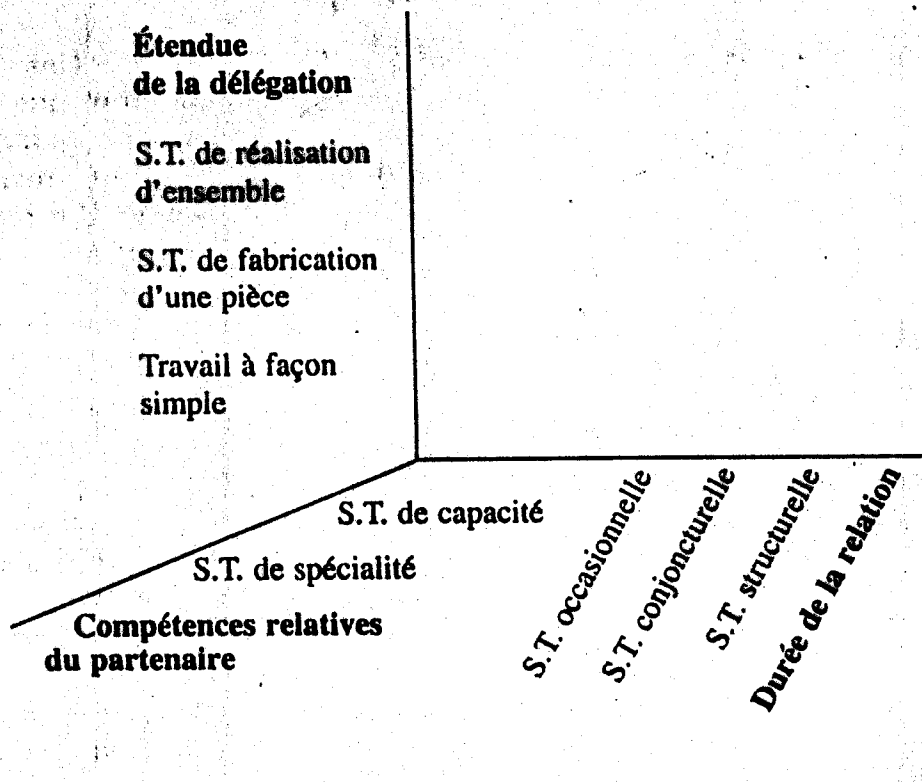 Étendue
de la délégation
S.T. de réalisation
d'ensemble
S.T. de fabrication
d'une pièce
Travail à façon
simple
S.T. de capacité
S.T. de spécialité
Compétences relatives
du partenaire
S.T. occasionnelle
S.T. conjoncturelle
S.T. structurelle
Durée de la relation